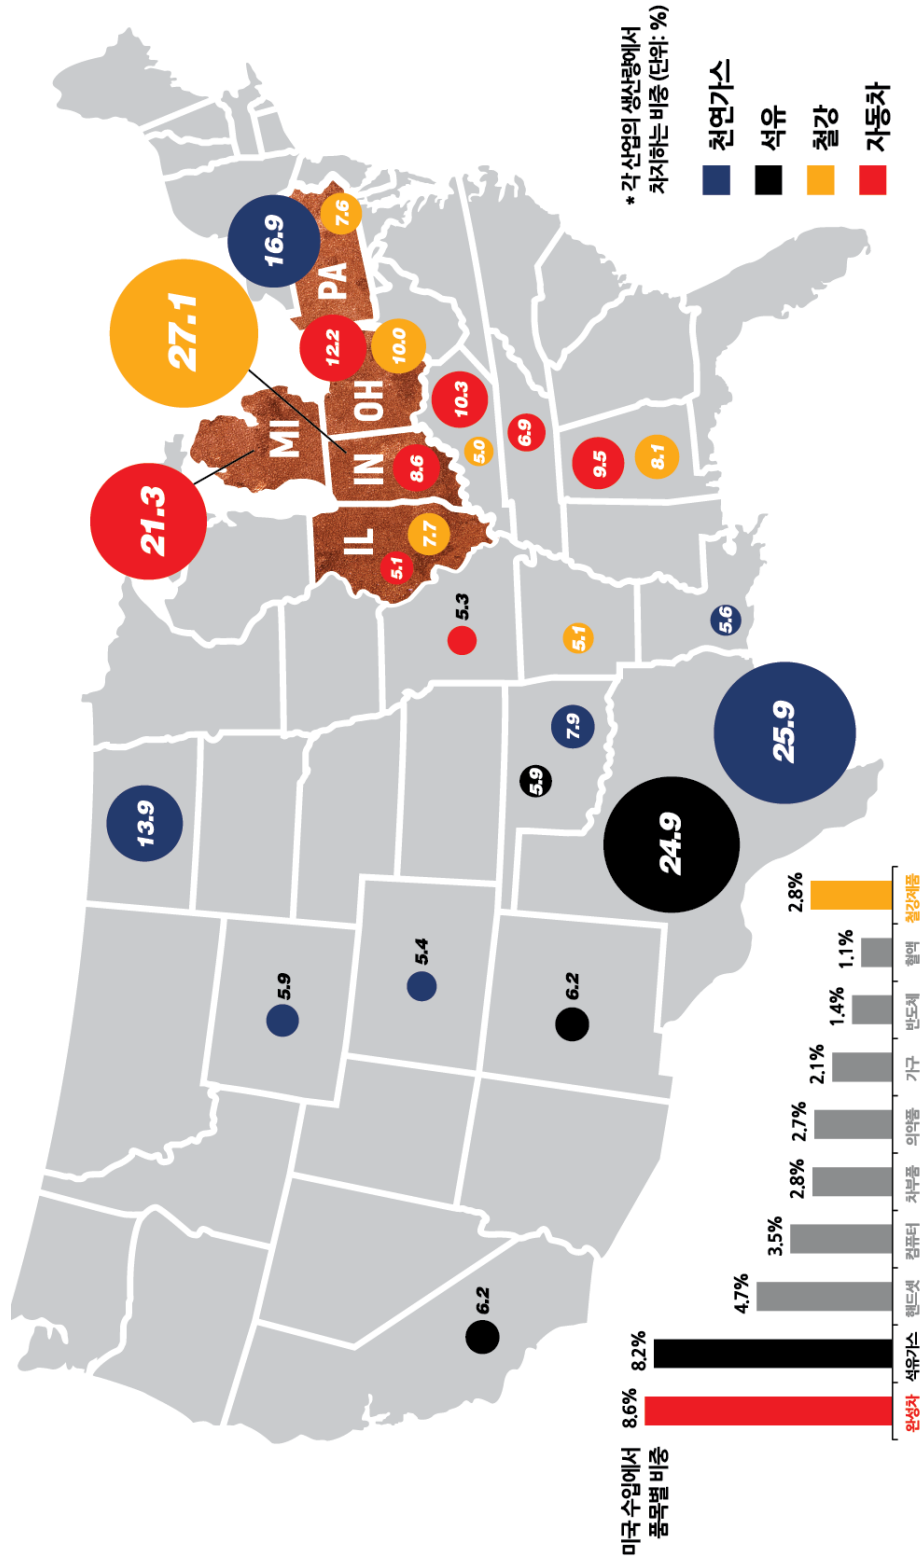 * 각 산업의 생산량에서
차지하는 비중 (단위: %)
천연가스
석유
철강
자동차
21.3
27.1
16.9
13.9
MI
PA
7.6
12.2
OH
10.0
IN
8.6
IL
5.1
7.7
10.3
5.0
6.9
5.3
9.5
8.1
5.1
5.6
5.9
5.4
5.9
7.9
6.2
6.2
24.9
25.9
미국 수입에서
품목별 비중
8.6%
8.2%
4.7%
3.5%
2.8%
2.7%
2.1%
1.4%
1.1%
2.8%
완성차
석유가스
핸드셋
컴퓨터
차부품
의약품
가구
반도체
혈액
철강제품